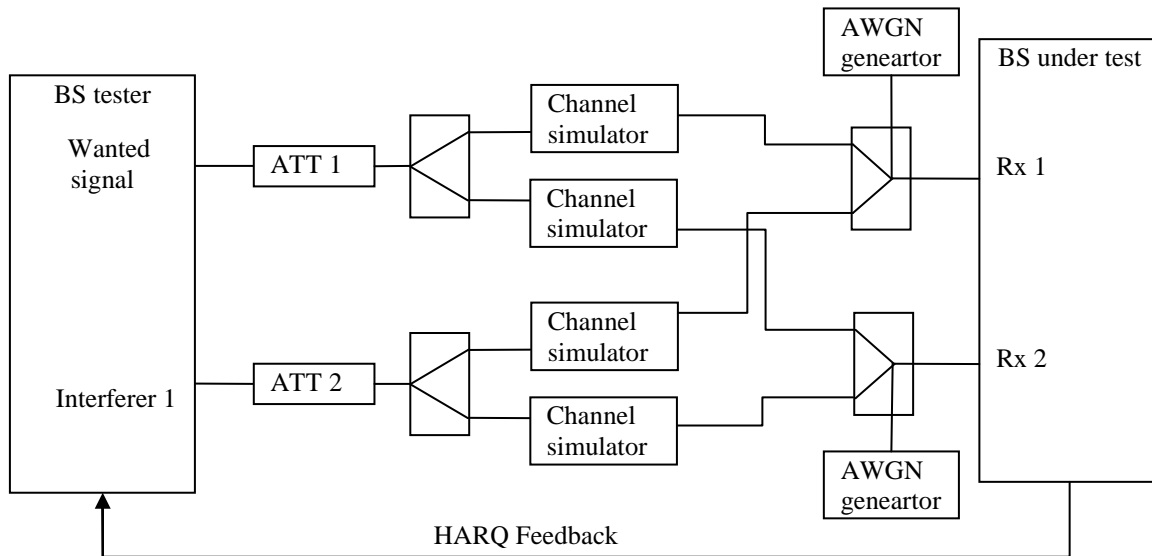 AWGN
geneartor
BS under test
BS tester
Wanted
signal
ATT 1
Channel
simulator
Channel
simulator
Rx 1
Interferer 1
ATT 2
Channel
simulator
Channel
simulator
Rx 2
AWGN
geneartor
HARQ Feedback